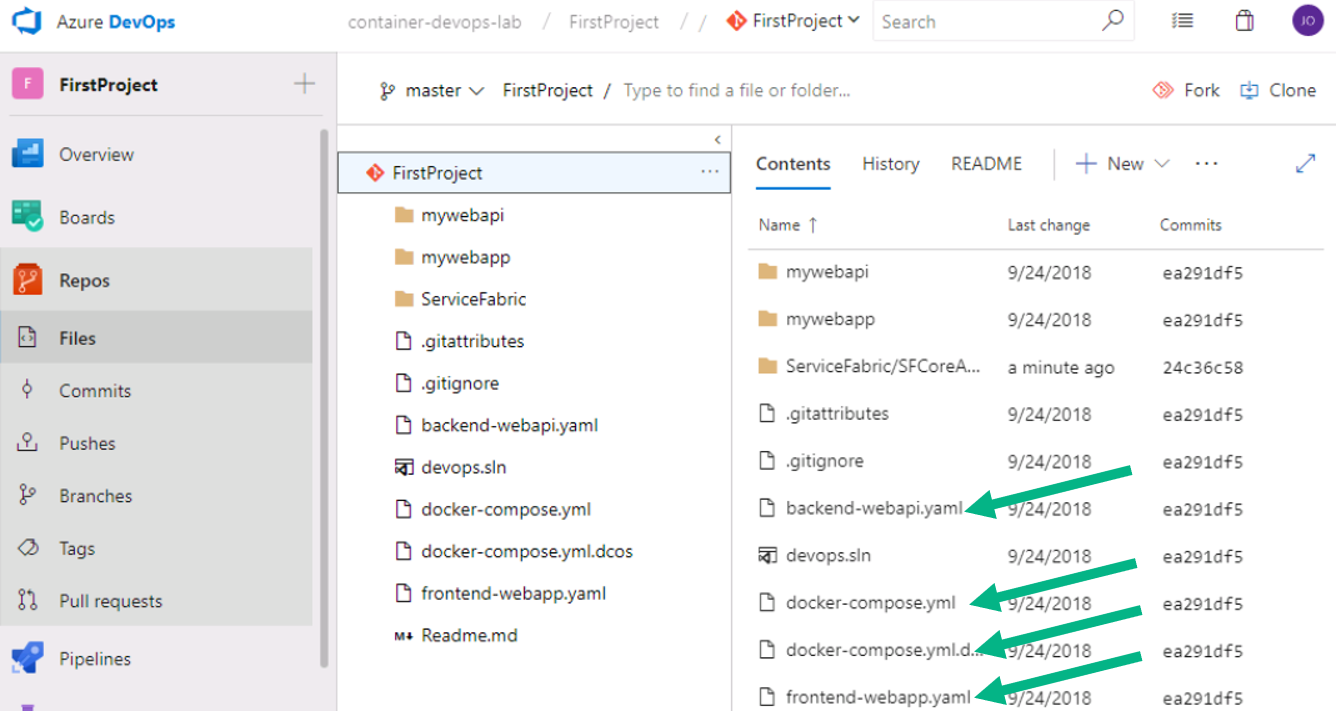 Azure DevOps container-devops-lab / FirstProject / / FirstProject Search JO
F FirstProject
master FirstProject / Type to find a file or folder... Fork Clone
Overview
Boards
Repos
Files
Commits
Pushes
Branches
Tags
Pull requests
Pipelines
FirstProject ...
mywebapi
mywebapp
ServiceFabric
.gitattributes
.gitignore
backend-webapi.yaml
devops.sln
docker-compose.yml
docker-compose.yml.dcos
frontend-webapp.yaml
M↓ Readme.md
Contents History README New ...
Name ↑ Last change Commits
mywebapi 9/24/2018 ea291df5
mywebapp 9/24/2018 ea291df5
ServiceFabric/SFCoreA... a minute ago 24c36c58
.gitattributes 9/24/2018 ea291df5
.gitignore 9/24/2018 ea291df5
backend-webapi.yaml 9/24/2018 ea291df5
devops.sln 9/24/2018 ea291df5
docker-compose.yml 9/24/2018 ea291df5
docker-compose.yml.d... 9/24/2018 ea291df5
frontend-webapp.yaml 9/24/2018 ea291df5